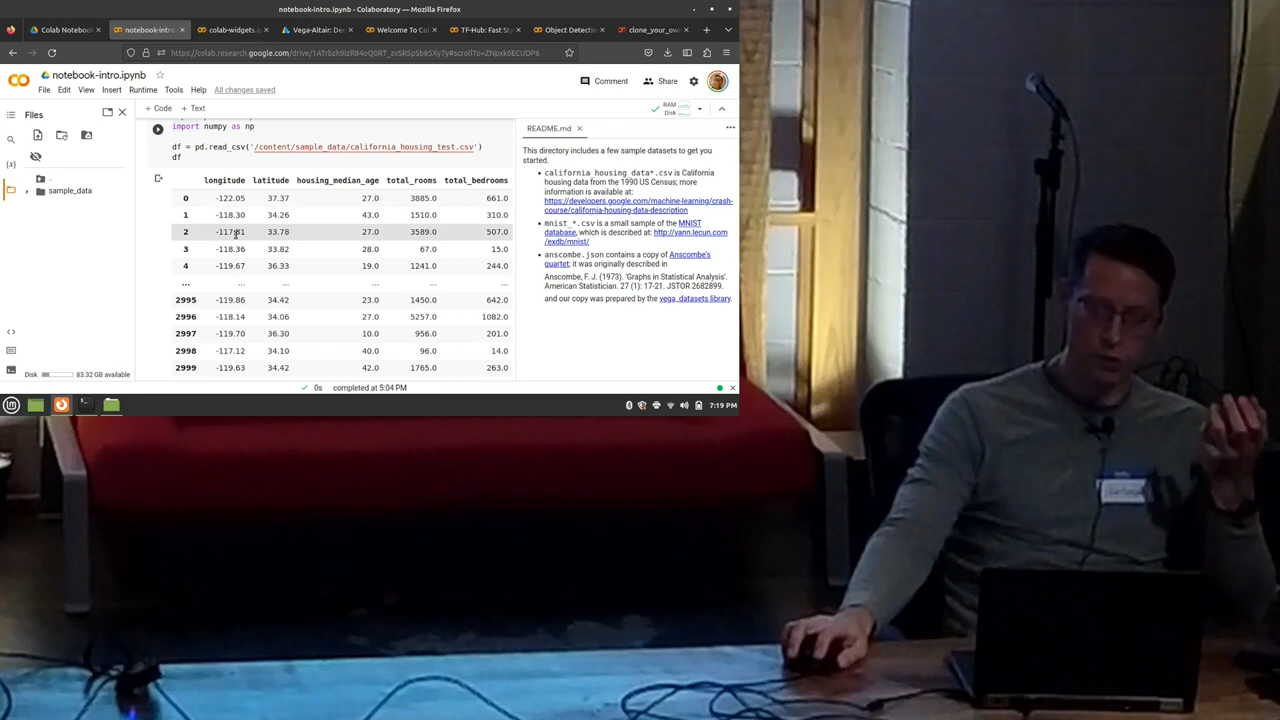 notebook-intro.ipynb - Colaboratory — Mozilla Firefox
Colab Notebook
notebook-intro
colab-widgets.i
Vega-Altair: Dec
Welcome To Col
TF-Hub: Fast St
Object Detectio
clone_your_ow
notebook-intro.ipynb
Comment
Share
File Edit View Insert Runtime Tools Help All changes saved
+ Code + Text
RAM
Disk
Files
..
sample_data
Disk 83.32 GB available
import numpy as np
df = pd.read_csv('/content/sample_data/california_housing_test.csv')
df
longitude latitude housing_median_age total_rooms total_bedrooms
0 -122.05 37.37 27.0 3885.0 661.0
1 -118.30 34.26 43.0 1510.0 310.0
2 -117.81 33.78 27.0 3589.0 507.0
3 -118.36 33.82 28.0 67.0 15.0
4 -119.67 36.33 19.0 1241.0 244.0
... ... ... ... ... ...
2995 -119.86 34.42 23.0 1450.0 642.0
2996 -118.14 34.06 27.0 5257.0 1082.0
2997 -119.70 36.30 10.0 956.0 201.0
2998 -117.12 34.10 40.0 96.0 14.0
2999 -119.63 34.42 42.0 1765.0 263.0
README.md
This directory includes a few sample datasets to get you
started.
• california_housing_data*.csv is California
housing data from the 1990 US Census; more
information is available at:
https://developers.google.com/machine-learning/crash-
course/california-housing-data-description
• mnist_*.csv is a small sample of the MNIST
database, which is described at: http://yann.lecun.com
/exdb/mnist/
• anscombe.json contains a copy of Anscombe's
quartet; it was originally described in
Anscombe, F. J. (1973). 'Graphs in Statistical Analysis'.
American Statistician. 27 (1): 17-21. JSTOR 2682899.
and our copy was prepared by the vega_datasets library.
0s completed at 5:04 PM
7:19 PM